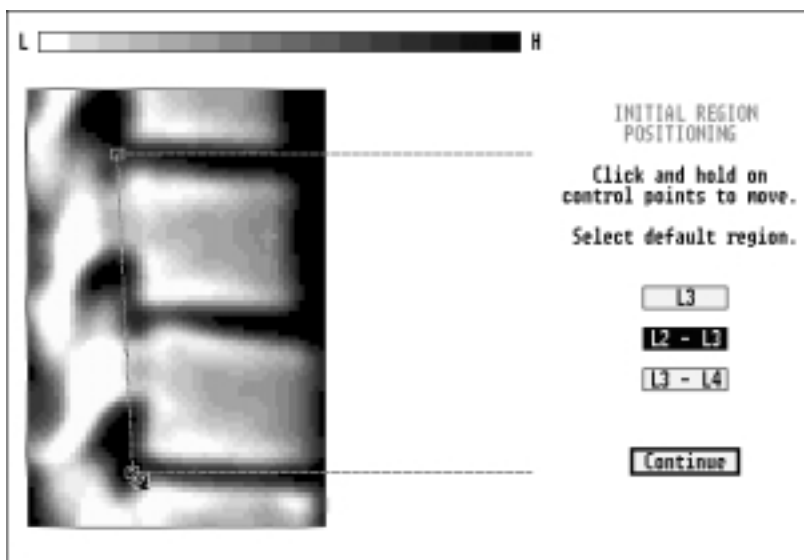 L H
INITIAL REGION
POSITIONING
Click and hold on
control points to move.
Select default region.
L3
L2 - L3
L3 - L4
Continue